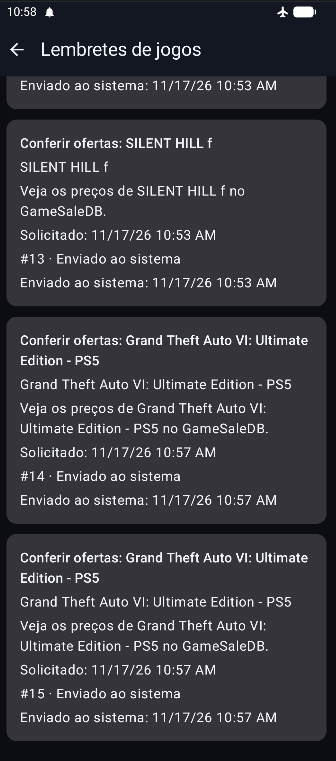 10:58
Lembretes de jogos
Enviado ao sistema: 11/17/26 10:53 AM
Conferir ofertas: SILENT HILL f
SILENT HILL f
Veja os preços de SILENT HILL f no
GameSaleDB.
Solicitado: 11/17/26 10:53 AM
#13 · Enviado ao sistema
Enviado ao sistema: 11/17/26 10:53 AM
Conferir ofertas: Grand Theft Auto VI: Ultimate
Edition - PS5
Grand Theft Auto VI: Ultimate Edition - PS5
Veja os preços de Grand Theft Auto VI:
Ultimate Edition - PS5 no GameSaleDB.
Solicitado: 11/17/26 10:57 AM
#14 · Enviado ao sistema
Enviado ao sistema: 11/17/26 10:57 AM
Conferir ofertas: Grand Theft Auto VI: Ultimate
Edition - PS5
Grand Theft Auto VI: Ultimate Edition - PS5
Veja os preços de Grand Theft Auto VI:
Ultimate Edition - PS5 no GameSaleDB.
Solicitado: 11/17/26 10:57 AM
#15 · Enviado ao sistema
Enviado ao sistema: 11/17/26 10:57 AM